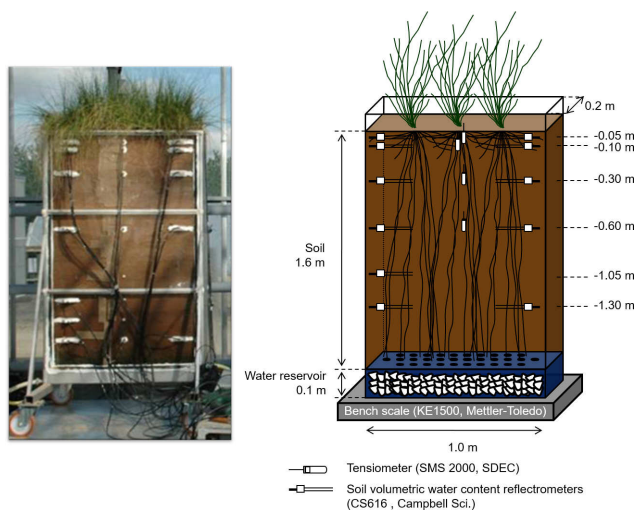 0.2 m
-0.05 m
-0.10 m
-0.30 m
Soil
1.6 m
-0.60 m
-1.05 m
-1.30 m
Water reservoir
0.1 m
Bench scale (KE1500, Mettler-Toledo)
1.0 m
Tensiometer (SMS 2000, SDEC)
Soil volumetric water content reflectrometers
(CS616 , Campbell Sci.)